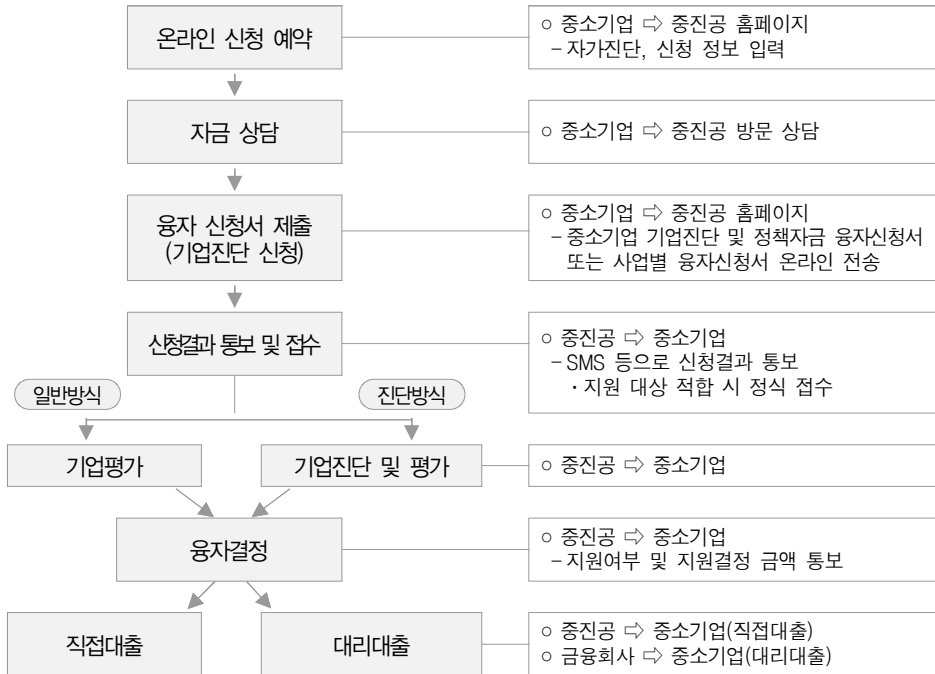 온라인 신청 예약
○ 중소기업 ⇨ 중진공 홈페이지
- 자가진단, 신청 정보 입력
자금 상담
○ 중소기업 ⇨ 중진공 방문 상담
융자 신청서 제출
(기업진단 신청)
○ 중소기업 ⇨ 중진공 홈페이지
- 중소기업 기업진단 및 정책자금 융자신청서
또는 사업별 융자신청서 온라인 전송
신청결과 통보 및 접수
○ 중진공 ⇨ 중소기업
- SMS 등으로 신청결과 통보
· 지원 대상 적합 시 정식 접수
일반방식
진단방식
기업평가
기업진단 및 평가
○ 중진공 ⇨ 중소기업
융자결정
○ 중진공 ⇨ 중소기업
- 지원여부 및 지원결정 금액 통보
직접대출
대리대출
○ 중진공 ⇨ 중소기업(직접대출)
○ 금융회사 ⇨ 중소기업(대리대출)